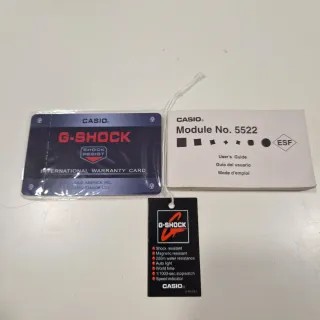 CASIO
G-SHOCK
SHOCK
RESIST
INTERNATIONAL WARRANTY CARD
CASIO
Module No. 5522
ESF
User's Guide
Guía del usuario
Mode d'emploi
G-SHOCK
Shock resistant
Magnetic resistant
200m water resistance
Auto light
World time
1/1000-sec stopwatch
Speed indicator
CASIO